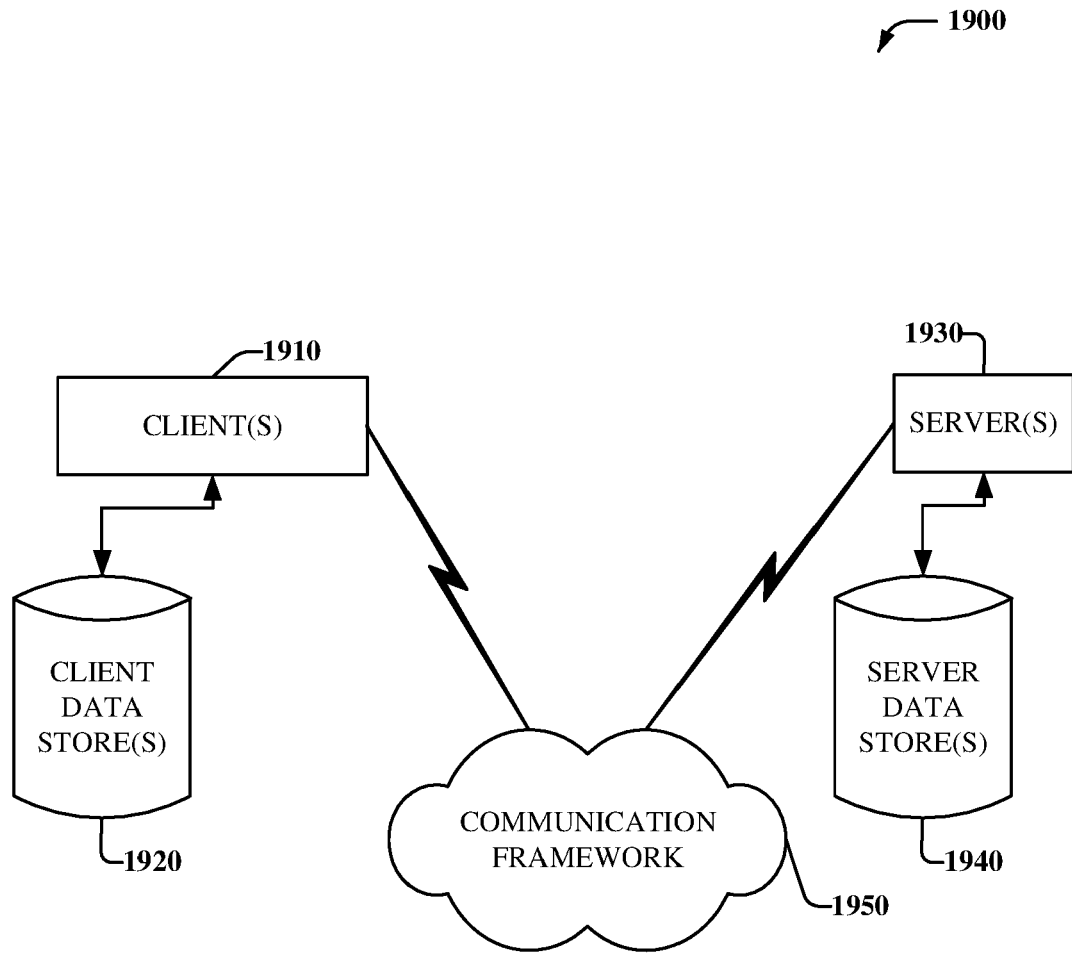 1900
1910
1930
CLIENT(S)
SERVER(S)
CLIENT
DATA
STORE(S)
SERVER
DATA
STORE(S)
COMMUNICATION
FRAMEWORK
1920
1940
1950